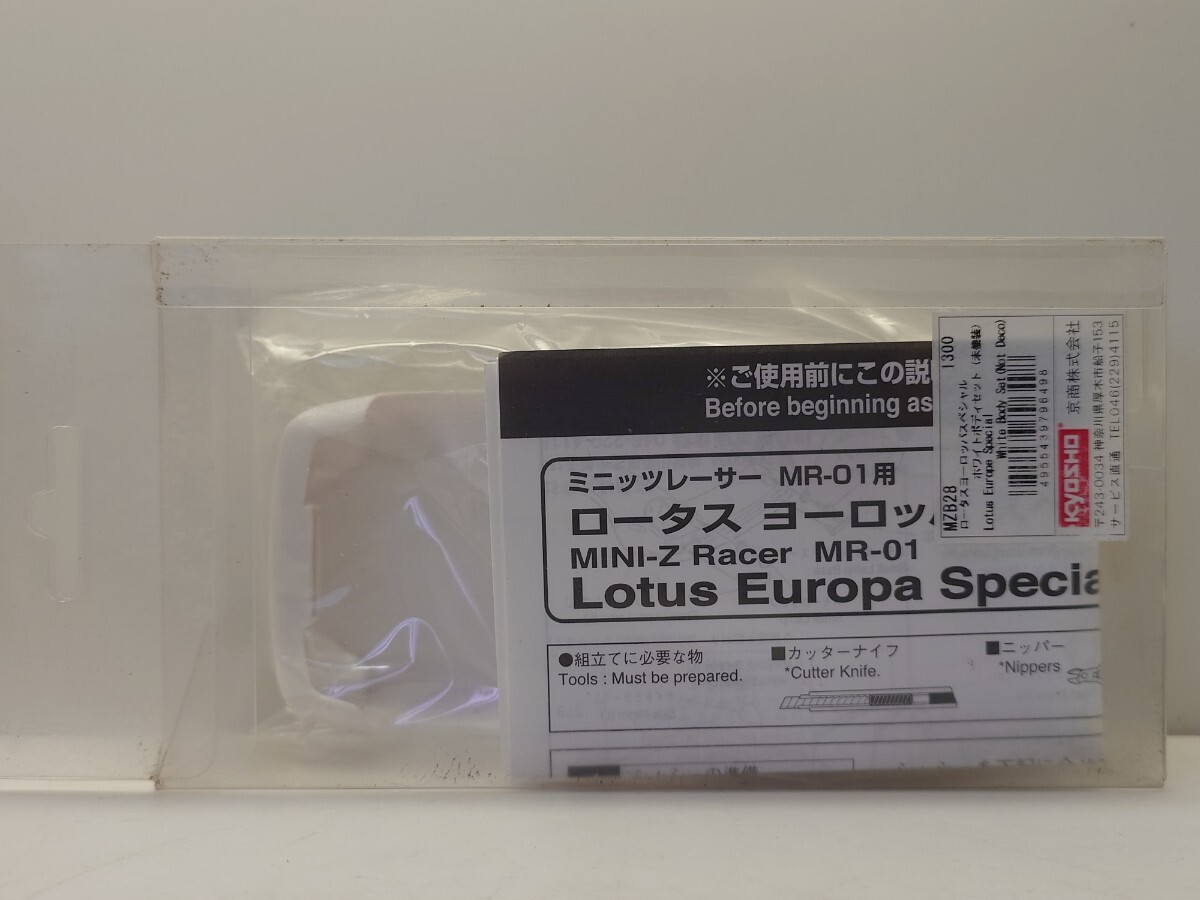 ※ご使用前にこの説
Before beginning as
ミニッツレーサー MR-01用
ロータス ヨーロッパ
MINI-Z Racer MR-01
Lotus Europa Specia
●組立てに必要な物
Tools : Must be prepared.
■カッターナイフ
*Cutter Knife.
■ニッパー
*Nippers
の準備
MZB28 1300
ロータスヨーロッパスペシャル
ホワイトボディセット(未塗装)
Lotus Europa Special
White Body Set(Not Deco)
4955439796498
KYOSHO 京商株式会社
〒243-0034 神奈川県厚木市船子153
サービス直通 TEL046(229)4115